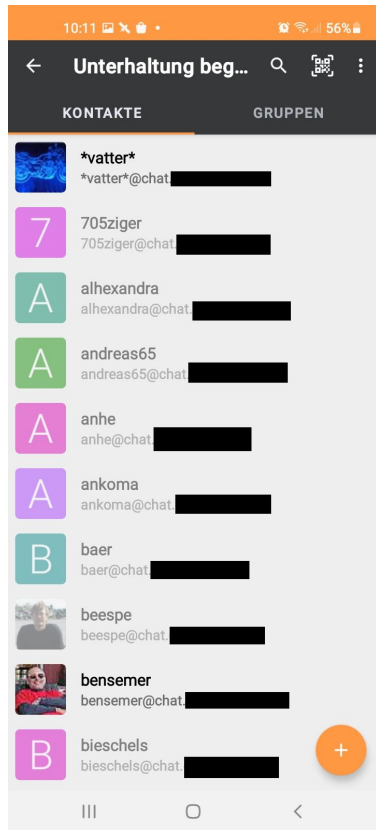 10:11 56%
Unterhaltung beg...
KONTAKTE GRUPPEN
*vatter*
*vatter*@chat.
7 705ziger
705ziger@chat.
A alhexandra
alhexandra@chat.
A andreas65
andreas65@chat.
A anhe
anhe@chat.
A ankoma
ankoma@chat.
B baer
baer@chat.
beespe
beespe@chat.
bensemer
bensemer@chat.
B bieschels
bieschels@chat.
+